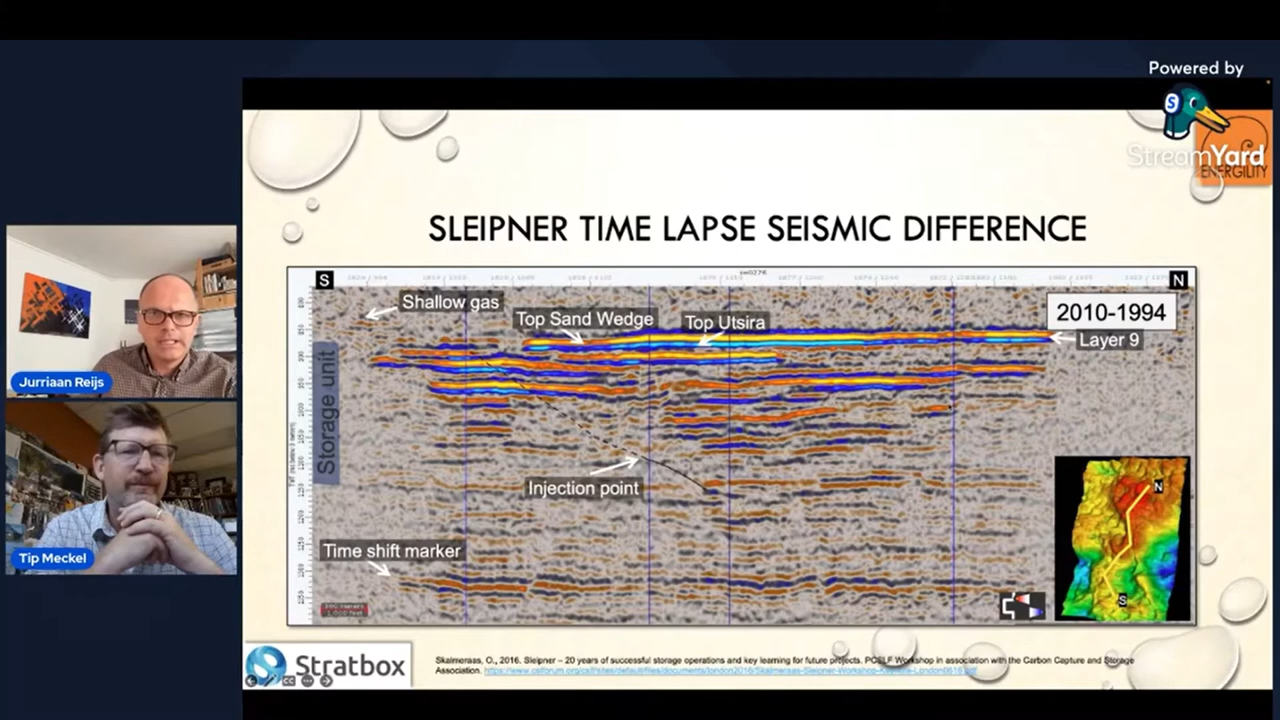 Powered by
StreamYard
ENERGILITY
SLEIPNER TIME LAPSE SEISMIC DIFFERENCE
S
N
Shallow gas
Top Sand Wedge
Top Utsira
2010-1994
Layer 9
Storage unit
Injection point
Time shift marker
N
S
Jurriaan Reijs
Tip Meckel
Stratbox
Skalmeraas, O., 2016. Sleipner – 20 years of successful storage operations and key learning for future projects. PCSLF Workshop in association with the Carbon Capture and Storage
Association.